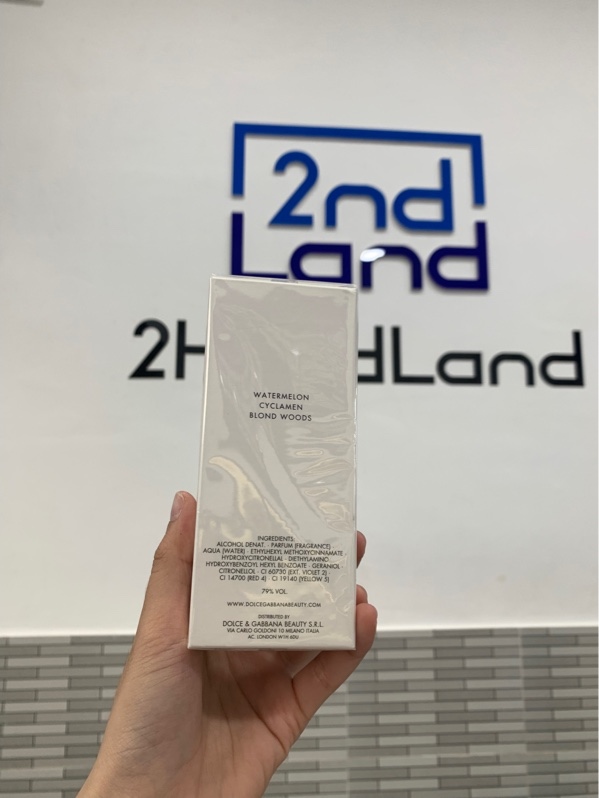 2nd
Land
2H dLand
WATERMELON
CYCLAMEN
BLOND WOODS
INGREDIENTS:
ALCOHOL DENAT. · PARFUM (FRAGRANCE) ·
AQUA (WATER) · ETHYLHEXYL METHOXYCINNAMATE ·
HYDROXYCITRONELLAL · DIETHYLAMINO
HYDROXYBENZOYL HEXYL BENZOATE · GERANIOL
CITRONELLOL · CI 60730 (EXT. VIOLET 2) ·
CI 14700 (RED 4) · CI 19140 (YELLOW 5)
79% VOL.
WWW.DOLCEGABBANABEAUTY.COM
DISTRIBUTED BY
DOLCE & GABBANA BEAUTY S.R.L.
VIA CARLO GOLDONI 10 MILANO ITALIA
AC. LONDON W1H 6DU